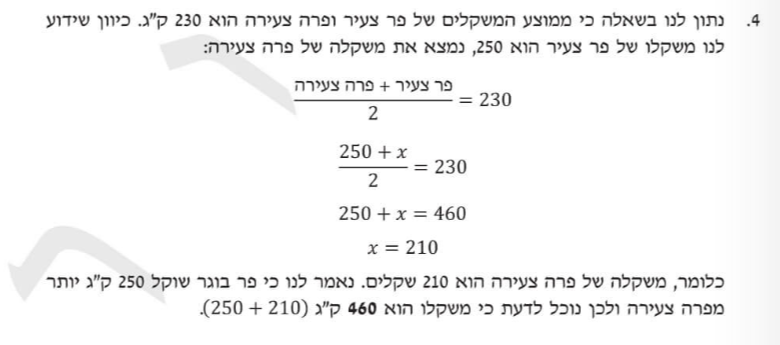 4. נתון לנו בשאלה כי ממוצע המשקלים של פר צעיר ופרה צעירה הוא 230 ק"ג. כיוון שידוע
לנו משקלו של פר צעיר הוא 250, נמצא את משקלה של פרה צעירה:
פר צעיר + פרה צעירה
= 230
2
250 + x
= 230
2
250 + x = 460
x = 210
כלומר, משקלה של פרה צעירה הוא 210 שקלים. נאמר לנו כי פר בוגר שוקל 250 ק"ג יותר
מפרה צעירה ולכן נוכל לדעת כי משקלו הוא 460 ק"ג (210 + 250).